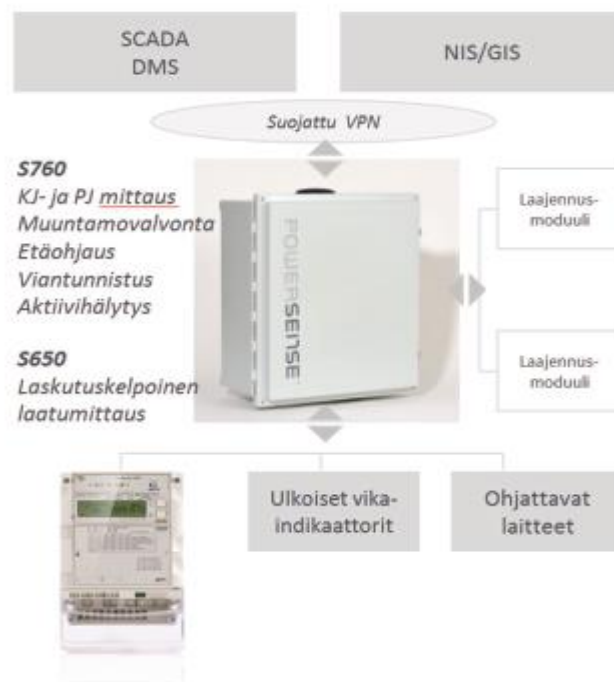 SCADA
DMS
NIS/GIS
Suojattu VPN
S760
KJ- ja PJ mittaus
Muuntamovalvonta
Etäohjaus
Viantunnistus
Aktiivihälytys
S650
Laskutuskelpoinen
laatumittaus
POWERSENSE
Laajennus-
moduuli
Laajennus-
moduuli
Ulkoiset vika-
indikaattorit
Ohjattavat
laitteet